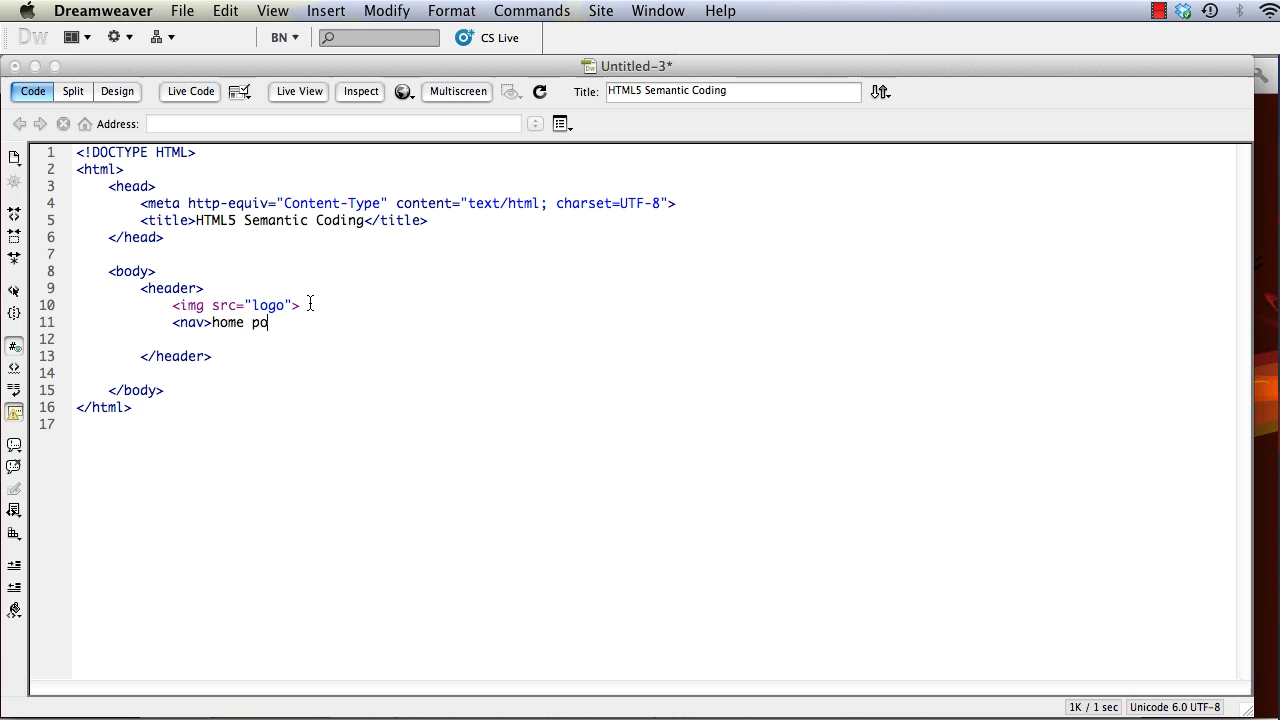 Dreamweaver File Edit View Insert Modify Format Commands Site Window Help
Dw BN CS Live
Untitled-3*
Code Split Design Live Code Live View Inspect Multiscreen Title: HTML5 Semantic Coding
Address:
1 <!DOCTYPE HTML>
2 <html>
3 <head>
4 <meta http-equiv="Content-Type" content="text/html; charset=UTF-8">
5 <title>HTML5 Semantic Coding</title>
6 </head>
7
8 <body>
9 <header>
10 <img src="logo">
11 <nav>home po
12
13 </header>
14
15 </body>
16 </html>
17
1K / 1 sec Unicode 6.0 UTF-8